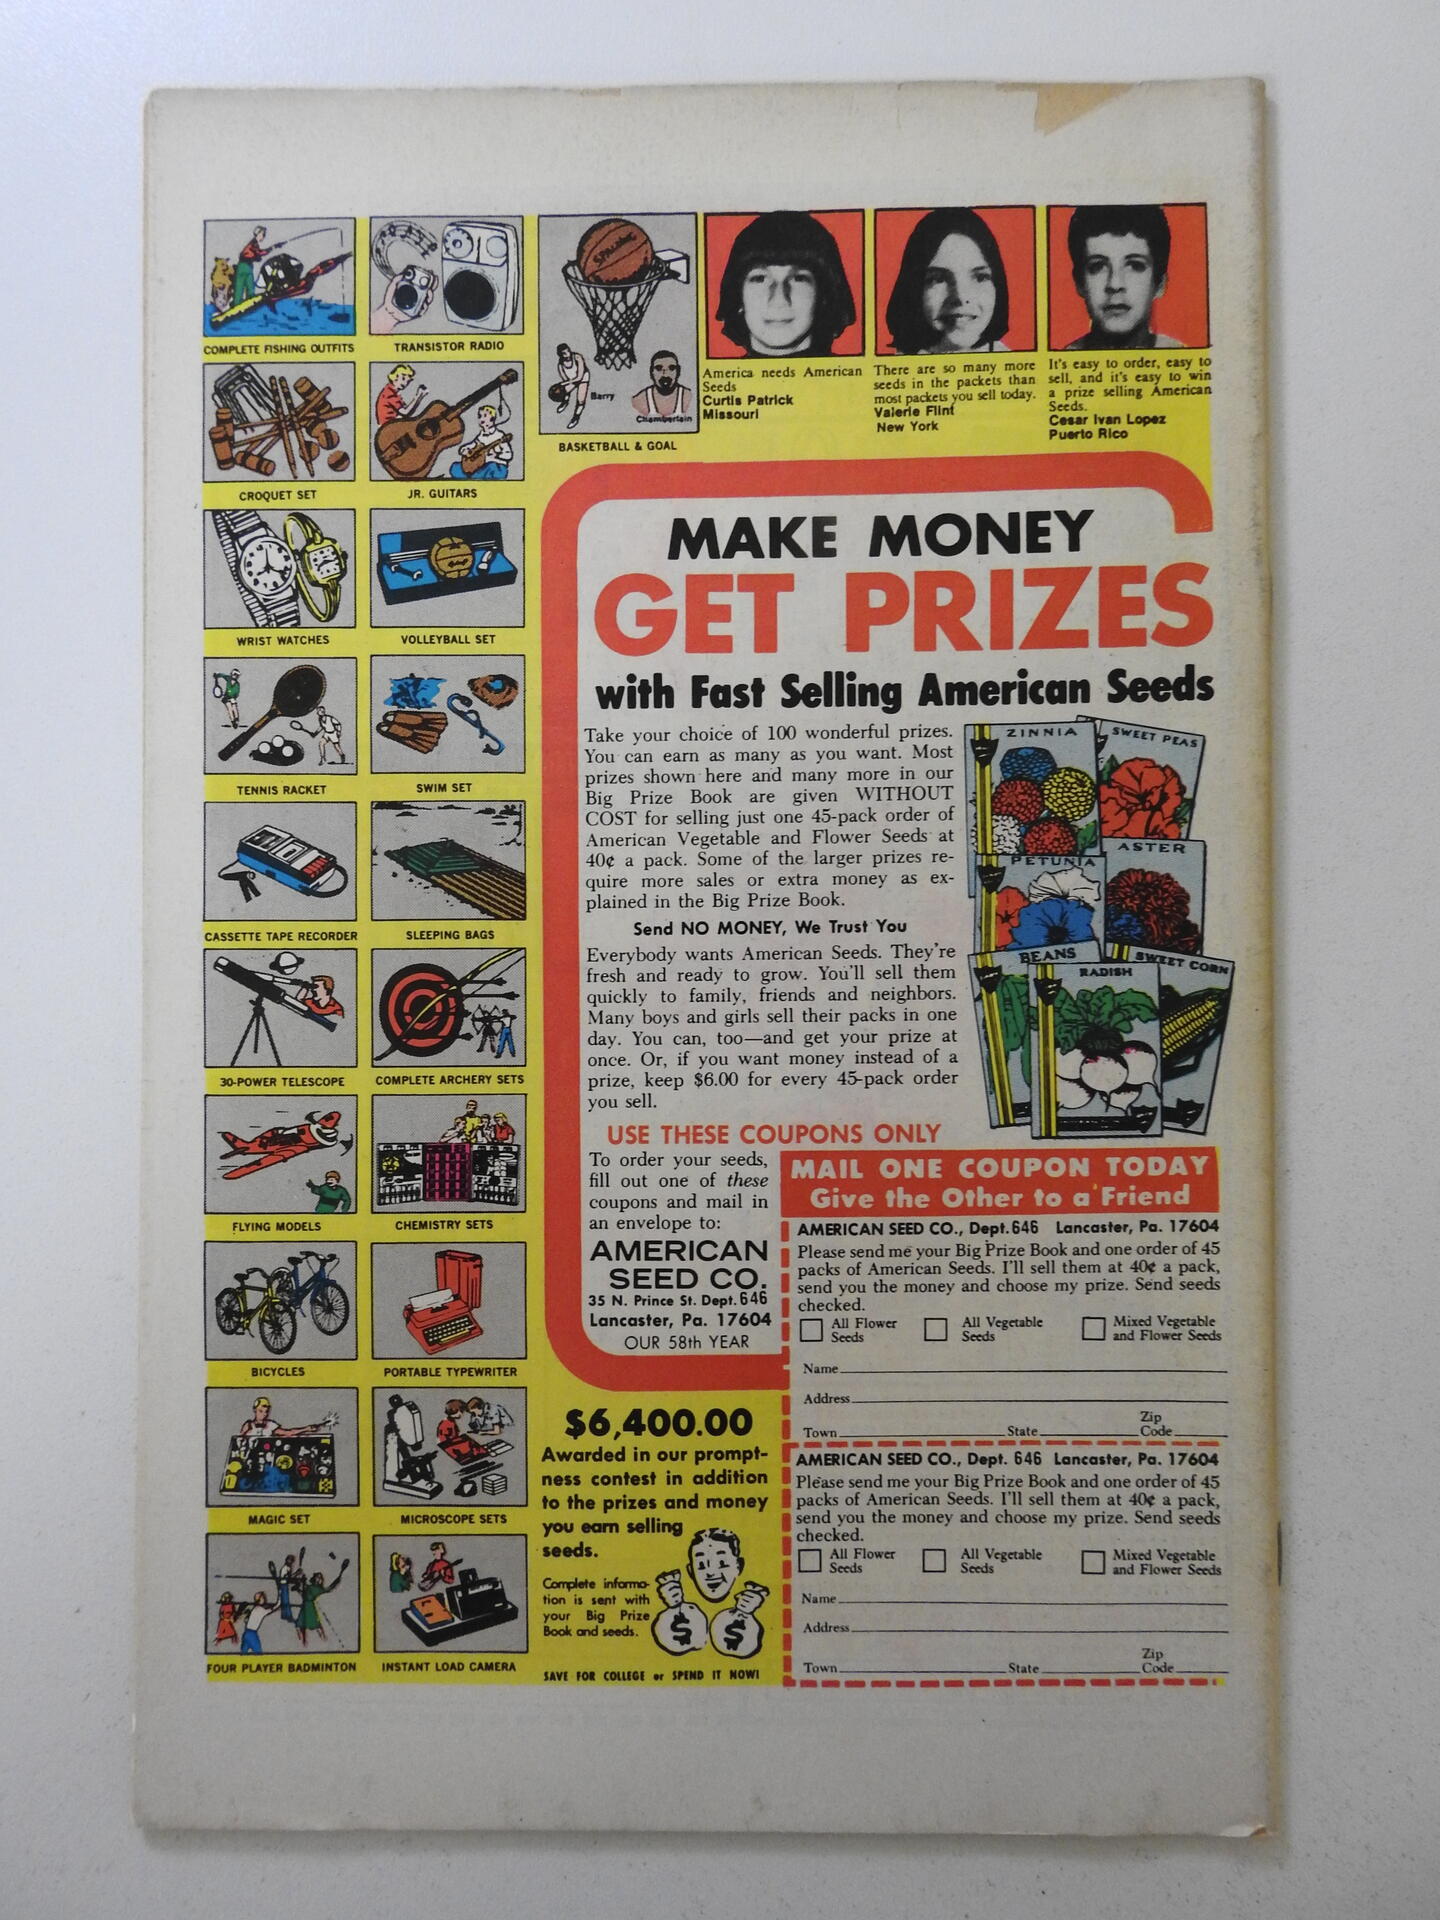 COMPLETE FISHING OUTFITS
TRANSISTOR RADIO
CROQUET SET
JR. GUITARS
WRIST WATCHES
VOLLEYBALL SET
TENNIS RACKET
SWIM SET
CASSETTE TAPE RECORDER
SLEEPING BAGS
30-POWER TELESCOPE
COMPLETE ARCHERY SETS
FLYING MODELS
CHEMISTRY SETS
BICYCLES
PORTABLE TYPEWRITER
MAGIC SET
MICROSCOPE SETS
FOUR PLAYER BADMINTON
INSTANT LOAD CAMERA
SPALDING
Barry
Chamberlain
BASKETBALL & GOAL
America needs American
Seeds
Curtis Patrick
Missouri
There are so many more
seeds in the packets than
most packets you sell today.
Valerie Flint
New York
It's easy to order, easy to
sell, and it's easy to win
a prize selling American
Seeds.
Cesar Ivan Lopez
Puerto Rico
MAKE MONEY
GET PRIZES
with Fast Selling American Seeds
Take your choice of 100 wonderful prizes.
You can earn as many as you want. Most
prizes shown here and many more in our
Big Prize Book are given WITHOUT
COST for selling just one 45-pack order of
American Vegetable and Flower Seeds at
40¢ a pack. Some of the larger prizes re-
quire more sales or extra money as ex-
plained in the Big Prize Book.
Send NO MONEY, We Trust You
Everybody wants American Seeds. They're
fresh and ready to grow. You'll sell them
quickly to family, friends and neighbors.
Many boys and girls sell their packs in one
day. You can, too—and get your prize at
once. Or, if you want money instead of a
prize, keep $6.00 for every 45-pack order
you sell.
ZINNIA
SWEET PEAS
PETUNIA
ASTER
BEANS
RADISH
SWEET CORN
USE THESE COUPONS ONLY
To order your seeds,
fill out one of these
coupons and mail in
an envelope to:
AMERICAN
SEED CO.
35 N. Prince St. Dept. 646
Lancaster, Pa. 17604
OUR 58th YEAR
MAIL ONE COUPON TODAY
Give the Other to a Friend
AMERICAN SEED CO., Dept. 646 Lancaster, Pa. 17604
Please send me your Big Prize Book and one order of 45
packs of American Seeds. I'll sell them at 40¢ a pack,
send you the money and choose my prize. Send seeds
checked.
All Flower Seeds
All Vegetable Seeds
Mixed Vegetable and Flower Seeds
Name
Address
Town State Zip Code
AMERICAN SEED CO., Dept. 646 Lancaster, Pa. 17604
Please send me your Big Prize Book and one order of 45
packs of American Seeds. I'll sell them at 40¢ a pack,
send you the money and choose my prize. Send seeds
checked.
All Flower Seeds
All Vegetable Seeds
Mixed Vegetable and Flower Seeds
Name
Address
Town State Zip Code
$6,400.00
Awarded in our prompt-
ness contest in addition
to the prizes and money
you earn selling
seeds.
Complete informa-
tion is sent with
your Big Prize
Book and seeds.
$ $
SAVE FOR COLLEGE or SPEND IT NOW!